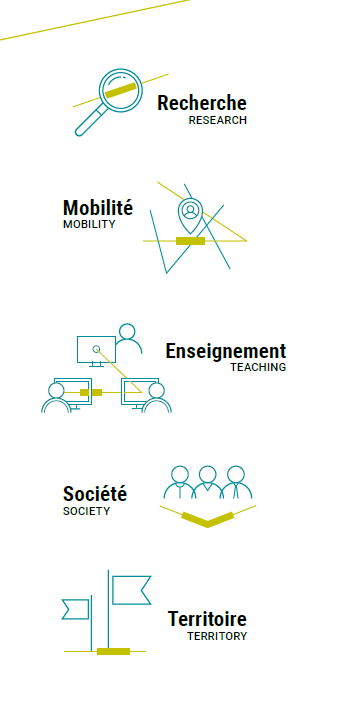 Recherche
RESEARCH
Mobilité
MOBILITY
Enseignement
TEACHING
Société
SOCIETY
Territoire
TERRITORY